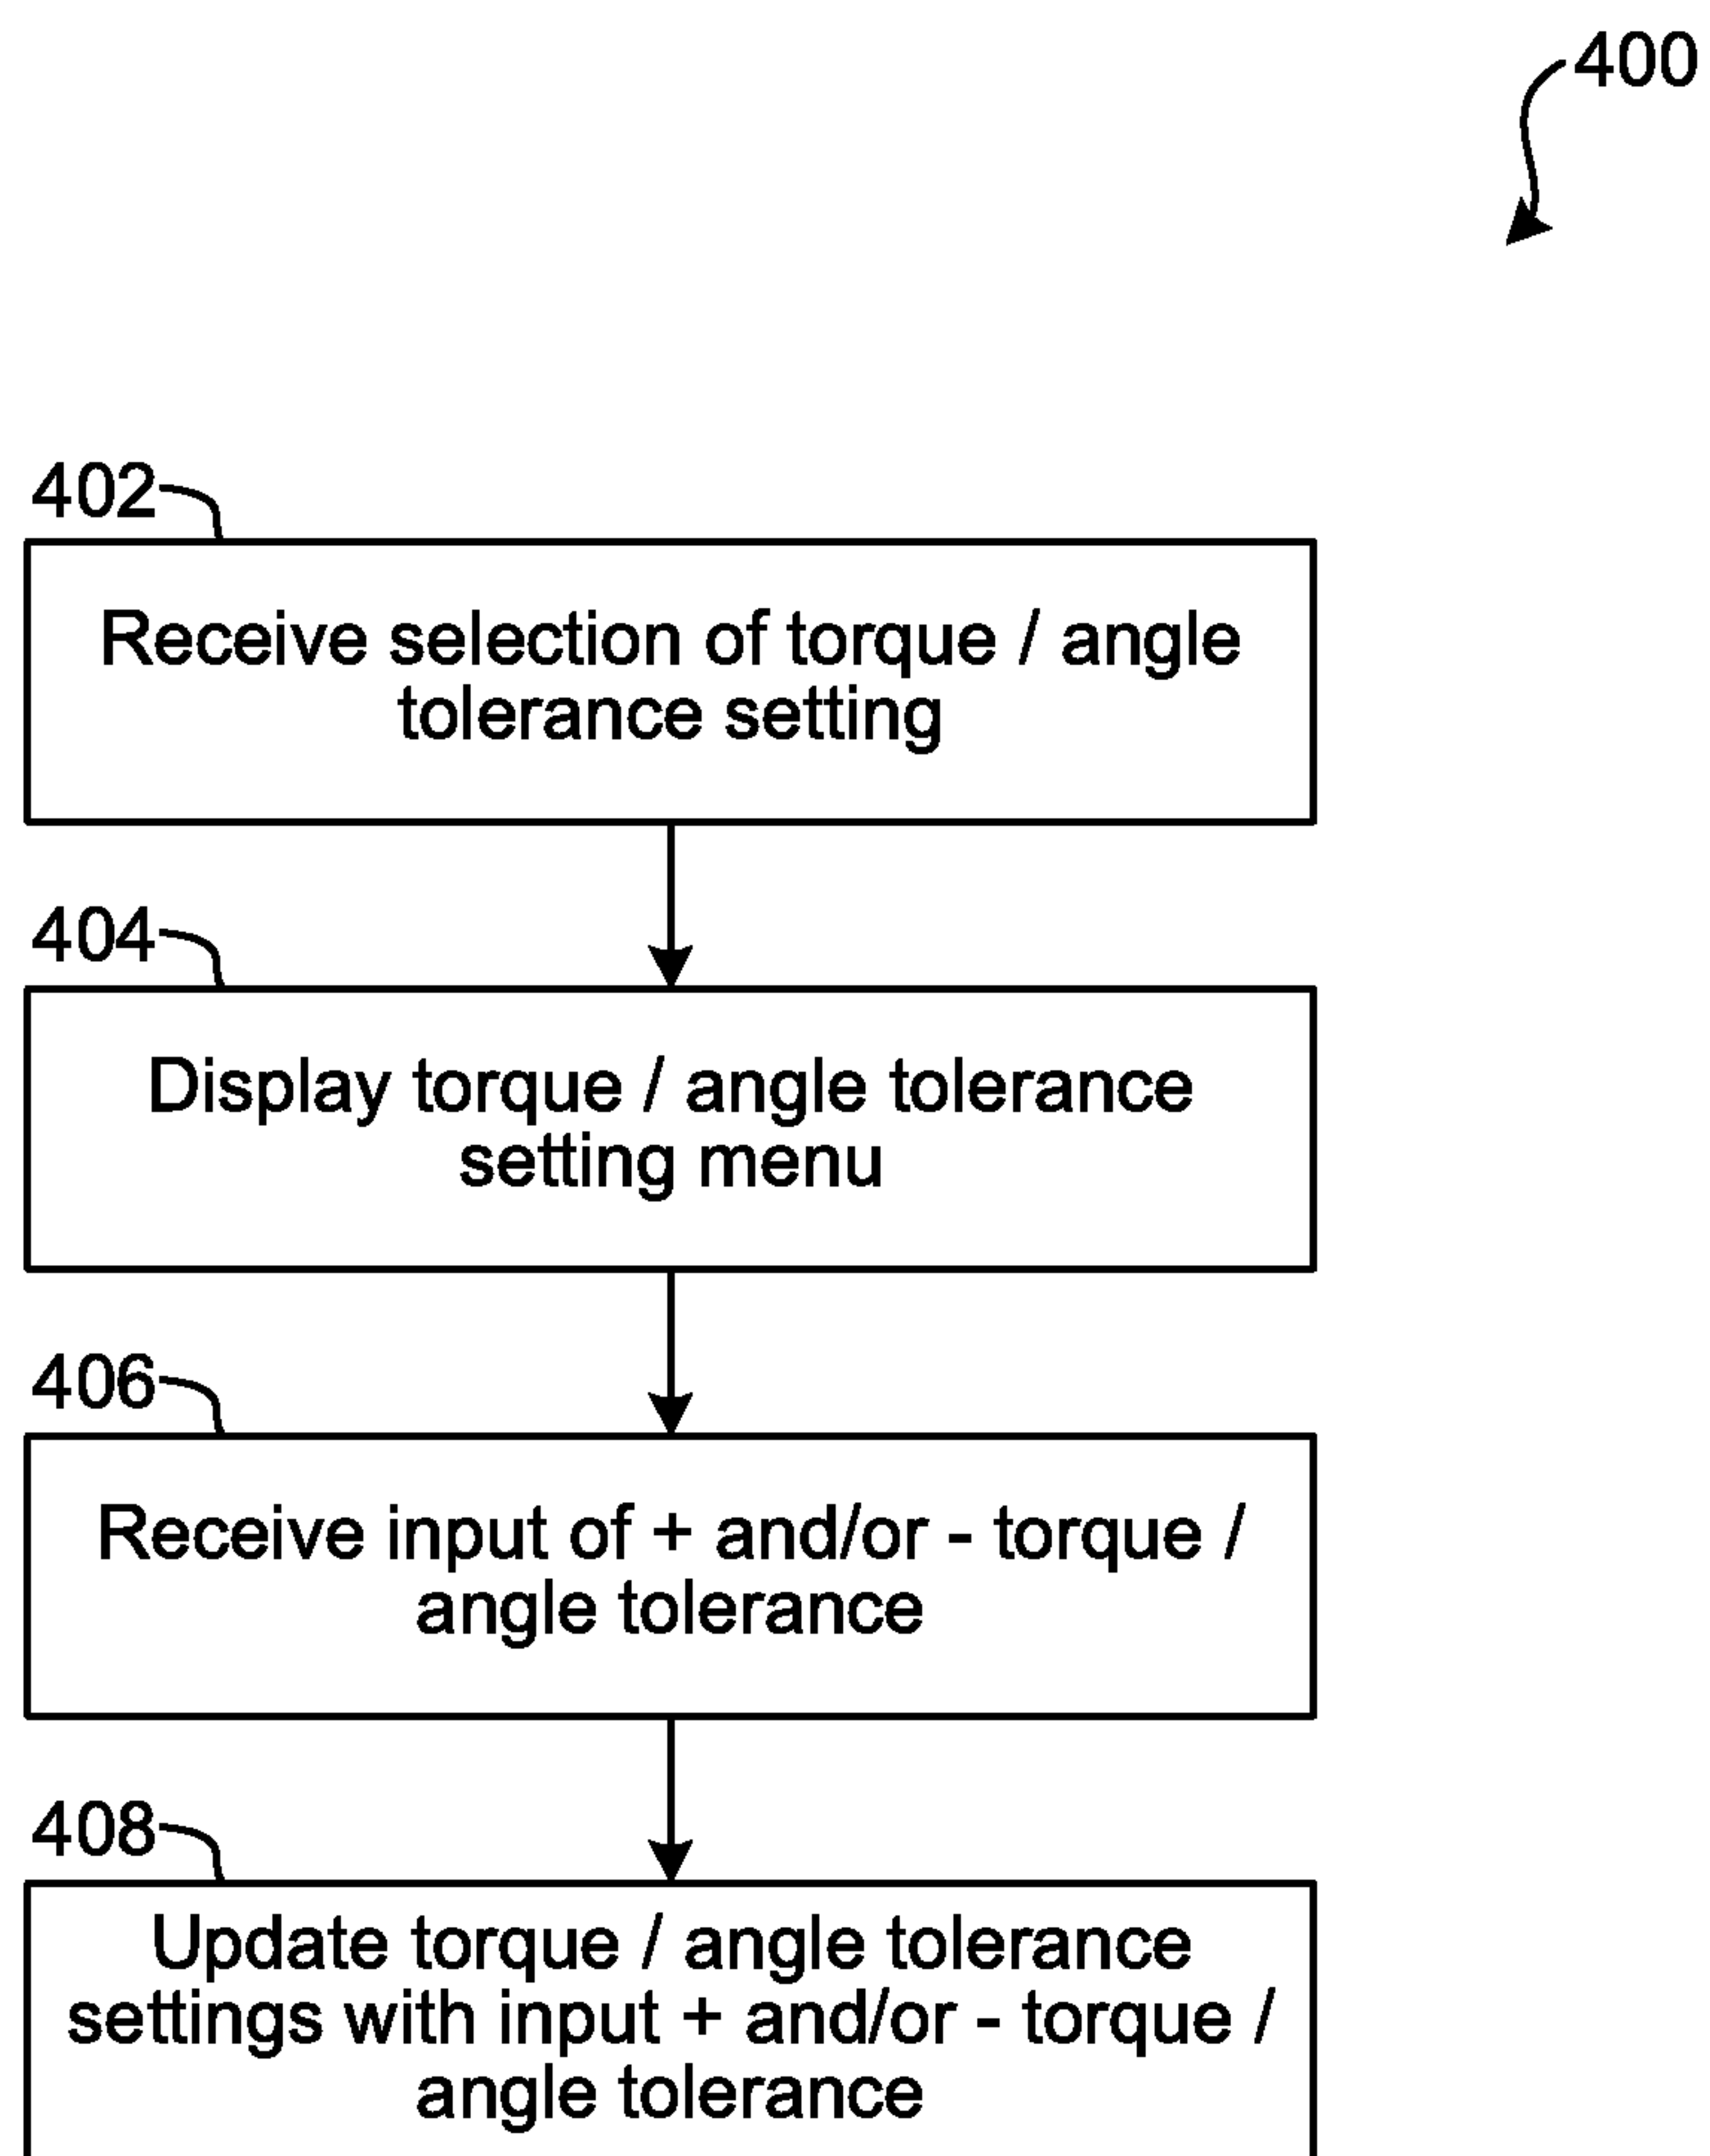 400
402
Receive selection of torque / angle
tolerance setting
404
Display torque / angle tolerance
setting menu
406
Receive input of + and/or - torque /
angle tolerance
408
Update torque / angle tolerance
settings with input + and/or - torque /
angle tolerance